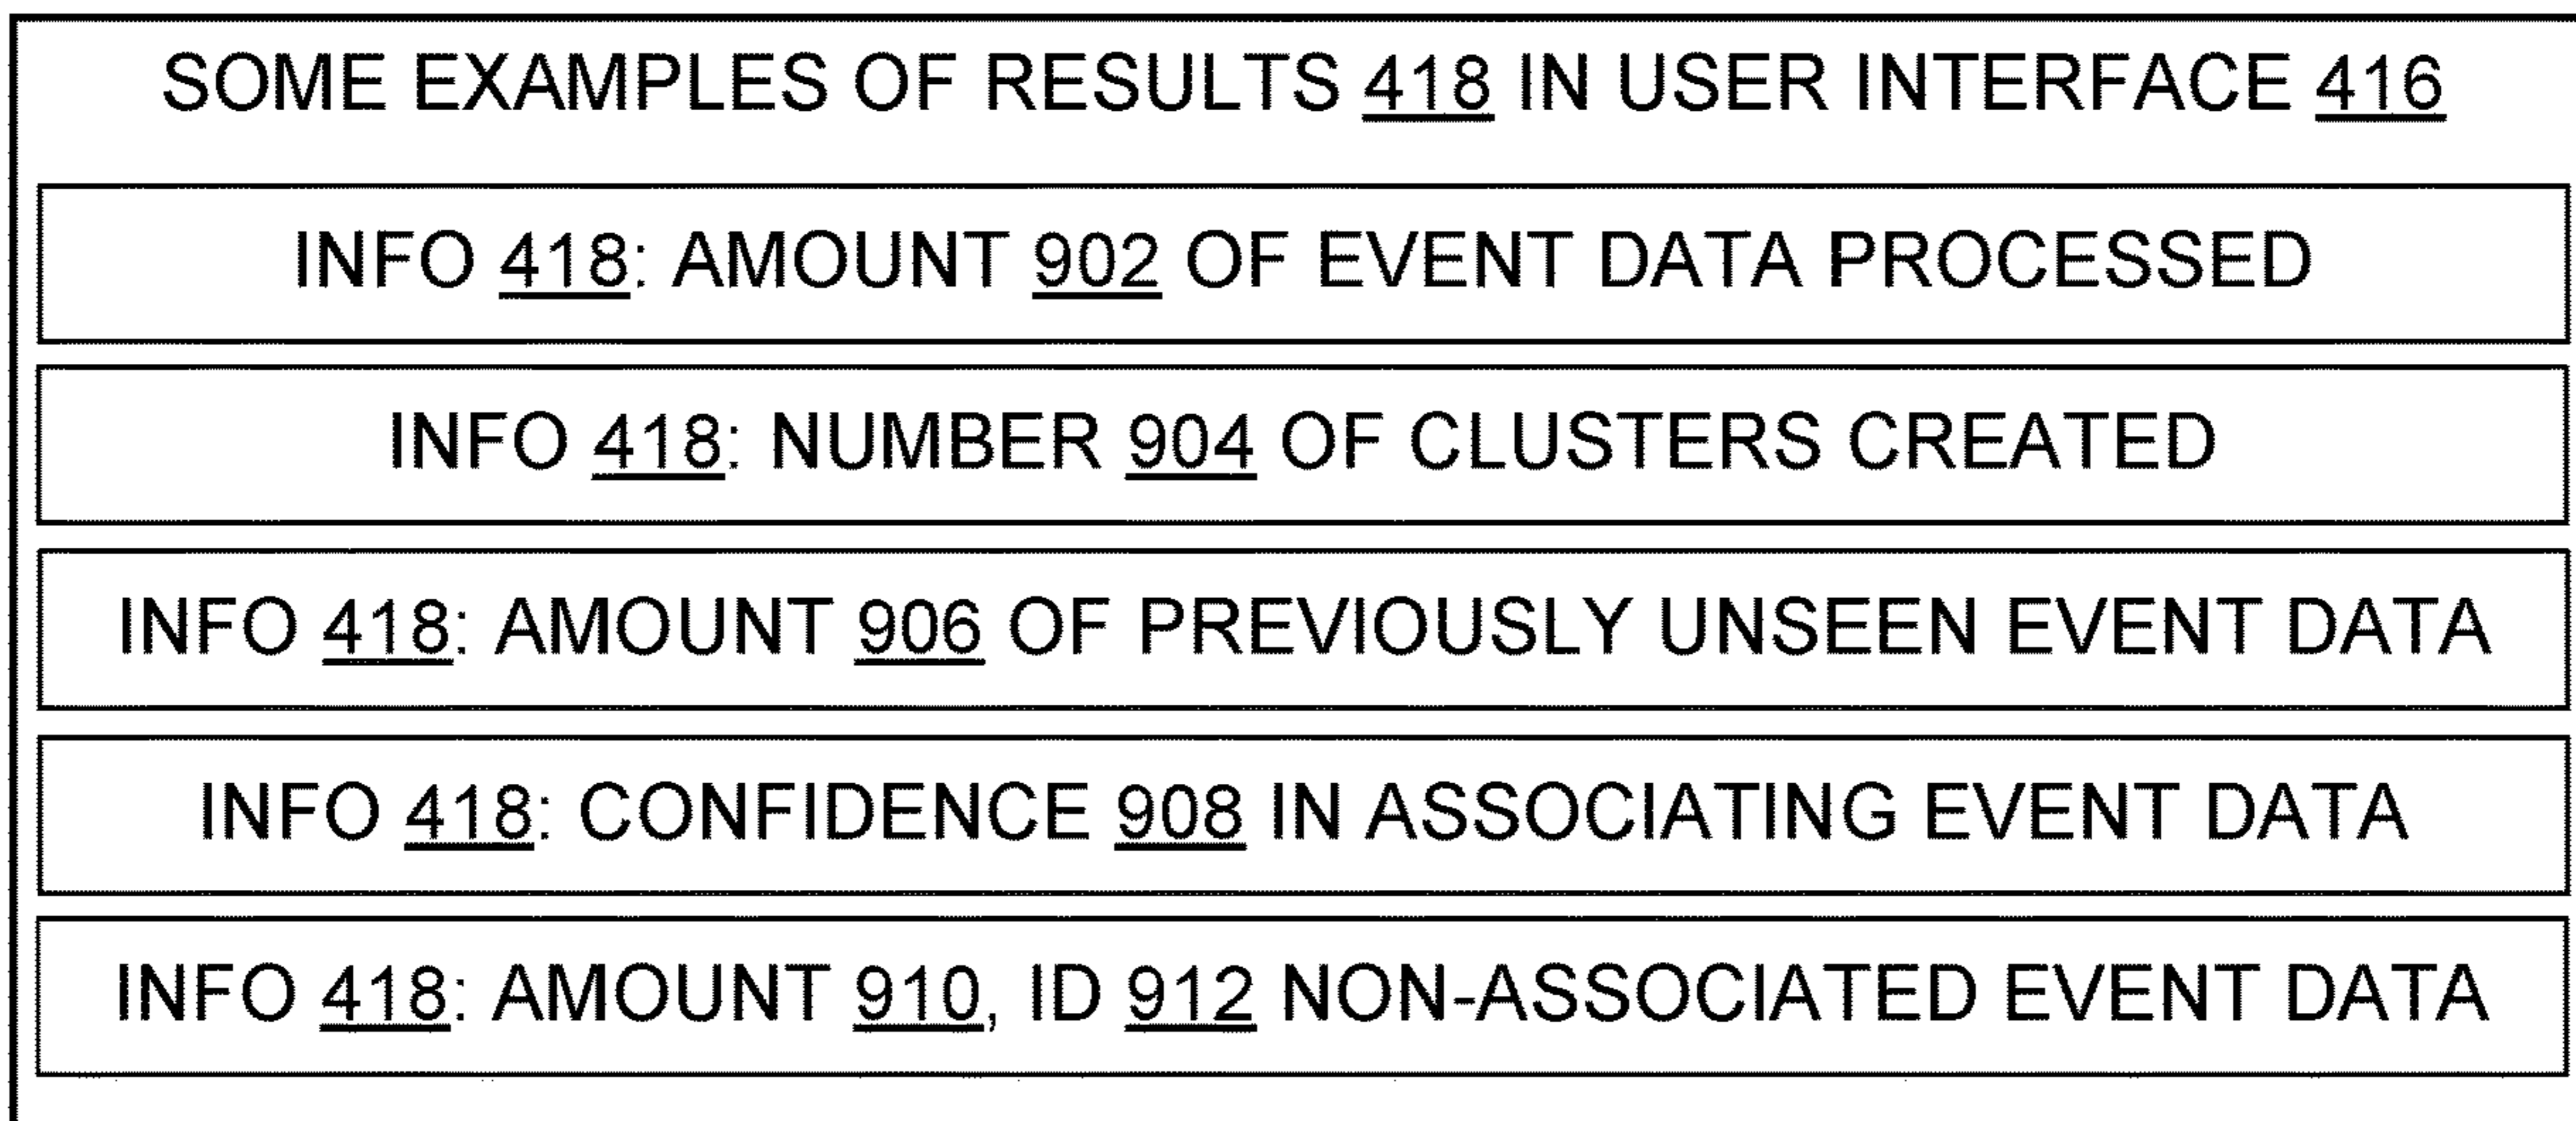 SOME EXAMPLES OF RESULTS 418 IN USER INTERFACE 416
INFO 418: AMOUNT 902 OF EVENT DATA PROCESSED
INFO 418: NUMBER 904 OF CLUSTERS CREATED
INFO 418: AMOUNT 906 OF PREVIOUSLY UNSEEN EVENT DATA
INFO 418: CONFIDENCE 908 IN ASSOCIATING EVENT DATA
INFO 418: AMOUNT 910, ID 912 NON-ASSOCIATED EVENT DATA